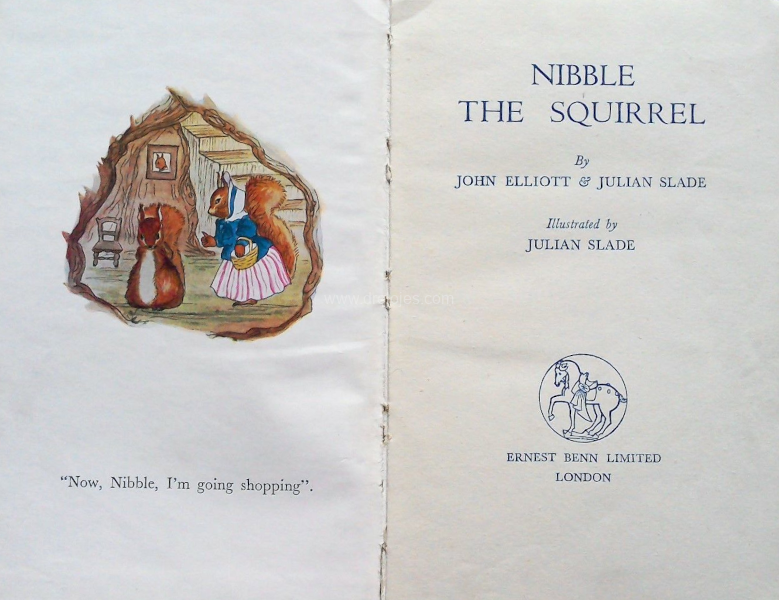 "Now, Nibble, I'm going shopping".
NIBBLE
THE SQUIRREL
By
JOHN ELLIOTT & JULIAN SLADE
Illustrated by
JULIAN SLADE
ERNEST BENN LIMITED
LONDON